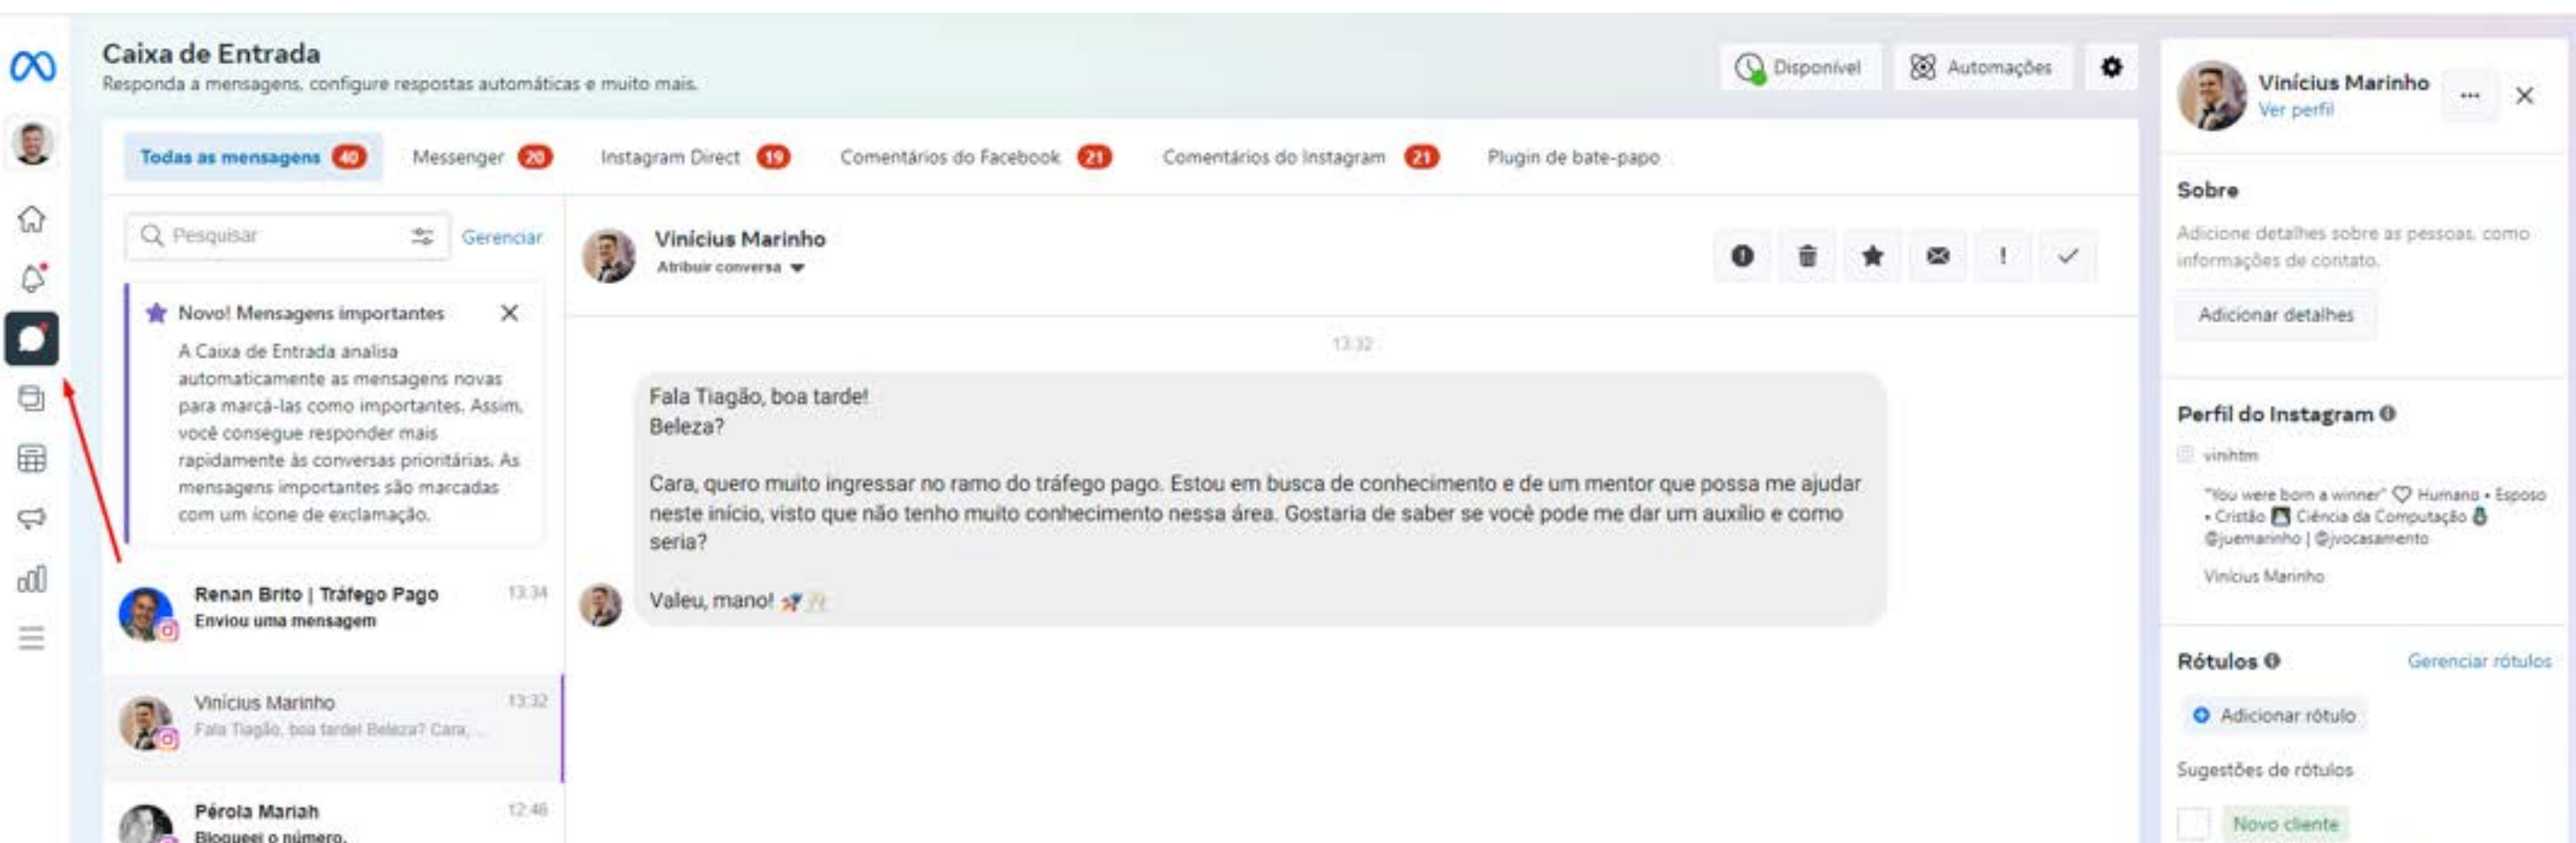 Caixa de Entrada
Responda a mensagens, configure respostas automáticas e muito mais.
Disponível
Automações
Todas as mensagens 40
Messenger 20
Instagram Direct 19
Comentários do Facebook 21
Comentários do Instagram 21
Plugin de bate-papo
Pesquisar
Gerenciar
Novo! Mensagens importantes
A Caixa de Entrada analisa
automaticamente as mensagens novas
para marcá-las como importantes. Assim,
você consegue responder mais
rapidamente às conversas prioritárias. As
mensagens importantes são marcadas
com um ícone de exclamação.
Renan Brito | Tráfego Pago 13:34
Enviou uma mensagem
Vinícius Marinho 13:32
Fala Tiagão, boa tarde! Beleza? Cara, ...
Pérola Mariah 12:46
Bloqueei o número.
Vinícius Marinho
Atribuir conversa
13:32
Fala Tiagão, boa tarde!
Beleza?
Cara, quero muito ingressar no ramo do tráfego pago. Estou em busca de conhecimento e de um mentor que possa me ajudar
neste início, visto que não tenho muito conhecimento nessa área. Gostaria de saber se você pode me dar um auxílio e como
seria?
Valeu, mano! 🚀🥂
Vinícius Marinho
Ver perfil
Sobre
Adicione detalhes sobre as pessoas, como
informações de contato.
Adicionar detalhes
Perfil do Instagram
vinihtm
"You were born a winner" ♡ Humano • Esposo
• Cristão Ciência da Computação
@juemarinho | @jvocasamento
Vinícius Marinho
Rótulos
Gerenciar rótulos
Adicionar rótulo
Sugestões de rótulos
Novo cliente